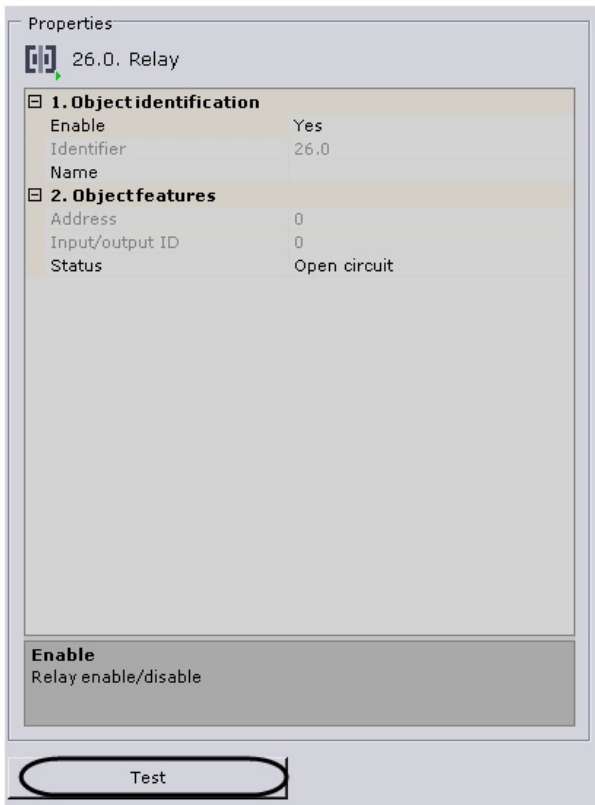 Properties
26.0. Relay
1. Object identification
Enable Yes
Identifier 26.0
Name
2. Object features
Address 0
Input/output ID 0
Status Open circuit
Enable
Relay enable/disable
Test